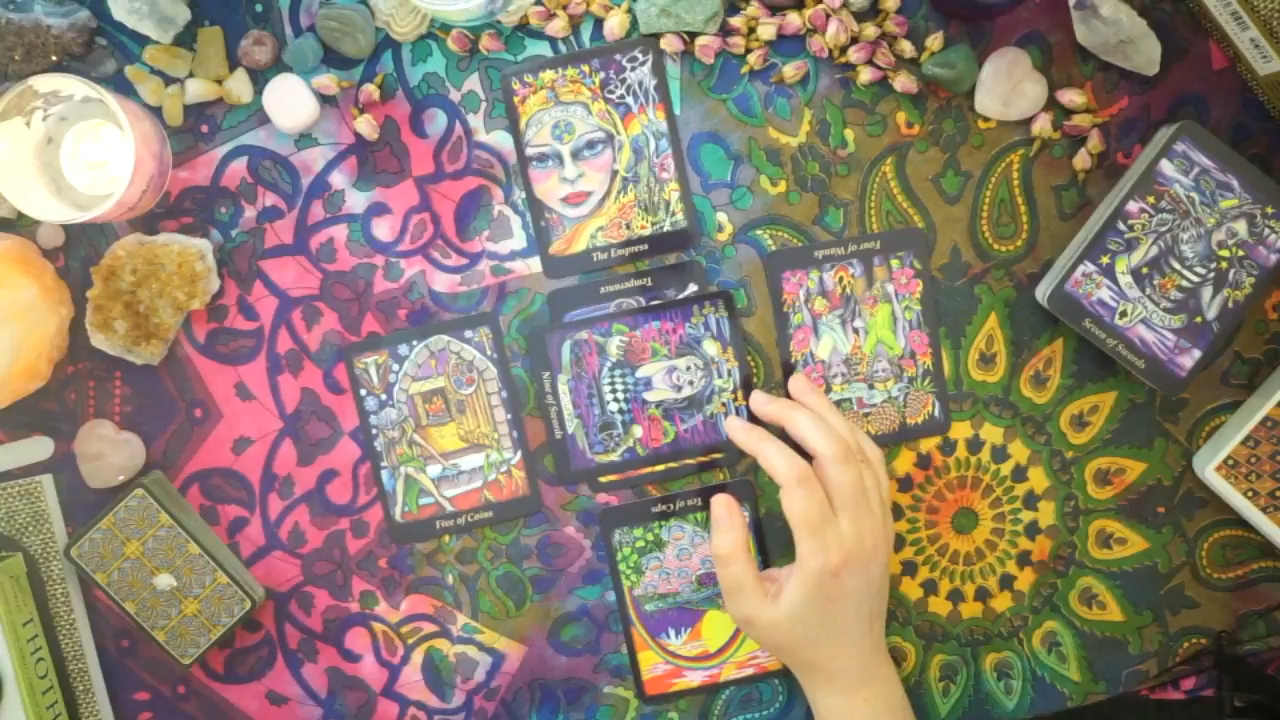 The Empress
Temperance
Four of Wands
Nine of Swords
Five of Coins
Ten of Cups
SWORDS
Seven of Swords
THOTH